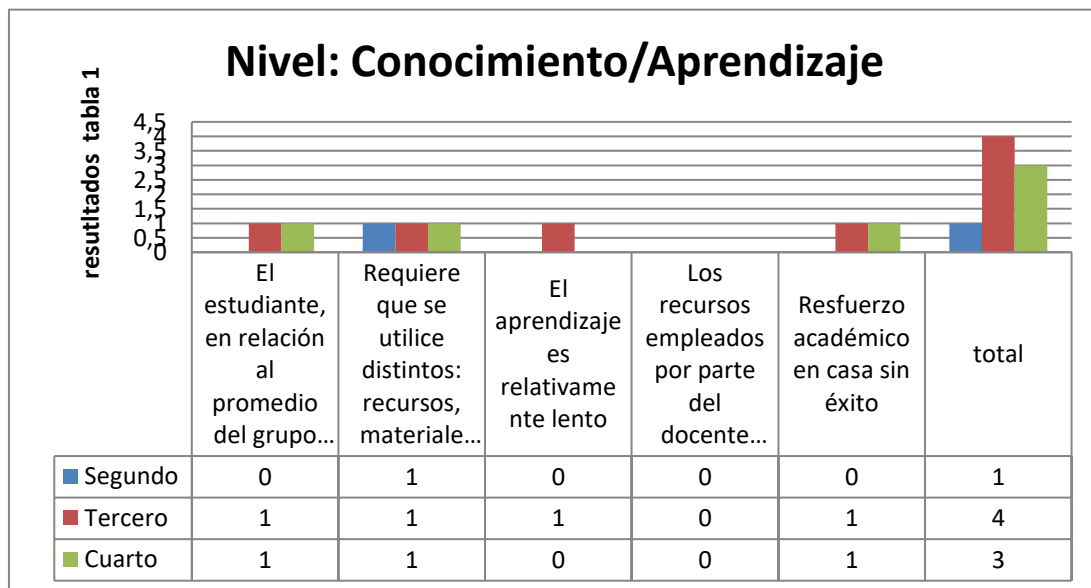 Nivel: Conocimiento/Aprendizaje
resutltados tabla 1
4,5
4
3,5
3
2,5
2
1,5
1
0,5
0
El
estudiante,
en relación
al
promedio
del grupo...
Requiere
que se
utilice
distintos:
recursos,
materiale...
El
aprendizaje
es
relativame
nte lento
Los
recursos
empleados
por parte
del
docente...
Resfuerzo
académico
en casa sin
éxito
total
Segundo 0 1 0 0 0 1
Tercero 1 1 1 0 1 4
Cuarto 1 1 0 0 1 3